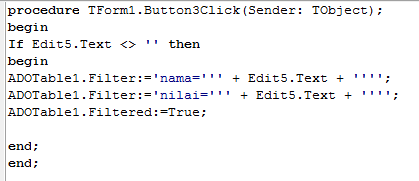 procedure TForm1.Button3Click(Sender: TObject);
begin
If Edit5.Text <> '' then
begin
ADOTable1.Filter:='nama=''' + Edit5.Text + '''';
ADOTable1.Filter:='nilai=''' + Edit5.Text + '''';
ADOTable1.Filtered:=True;
end;
end;